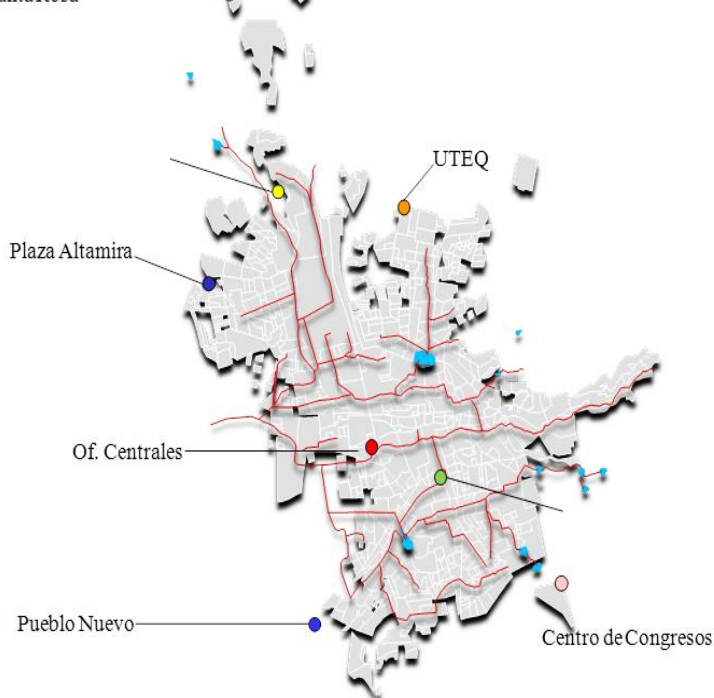 UTEQ
Plaza Altamira
Of. Centrales
Pueblo Nuevo
Centro de Congresos